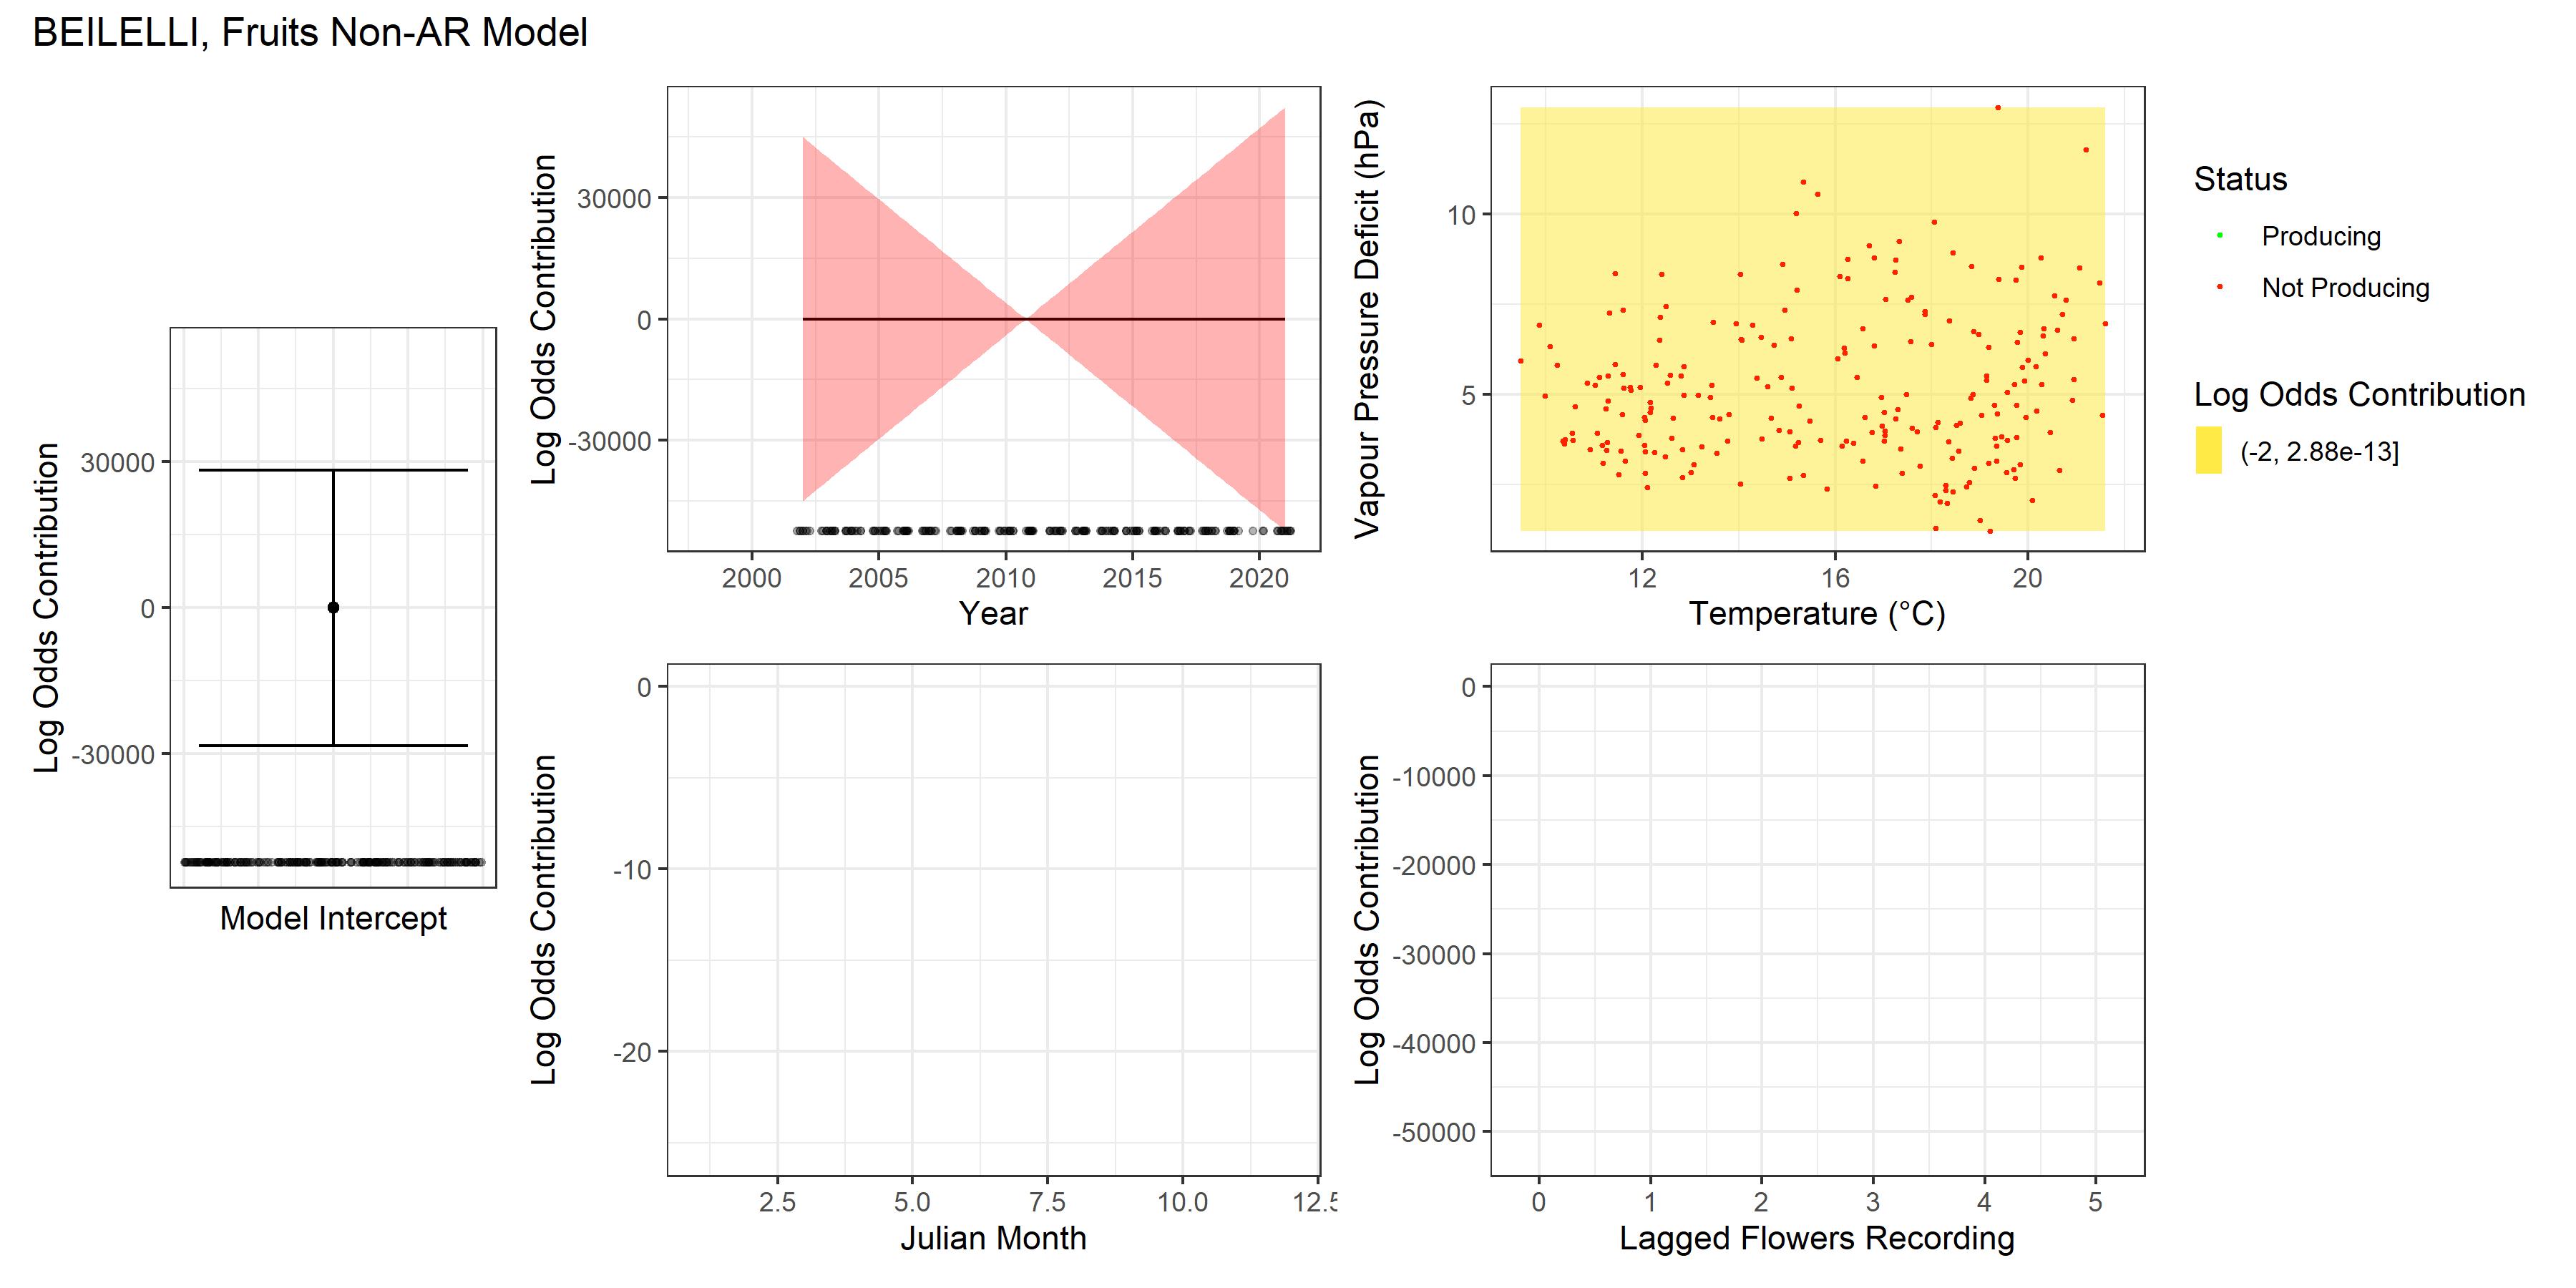 BEILELLI, Fruits Non-AR Model
Log Odds Contribution
30000
0
-30000
Model Intercept
Log Odds Contribution
30000
0
-30000
2000 2005 2010 2015 2020
Year
Vapour Pressure Deficit (hPa)
10
5
12 16 20
Temperature (°C)
Status
Producing
Not Producing
Log Odds Contribution
(-2, 2.88e-13]
Log Odds Contribution
0
-10
-20
2.5 5.0 7.5 10.0 12.5
Julian Month
Log Odds Contribution
0
-10000
-20000
-30000
-40000
-50000
0 1 2 3 4 5
Lagged Flowers Recording